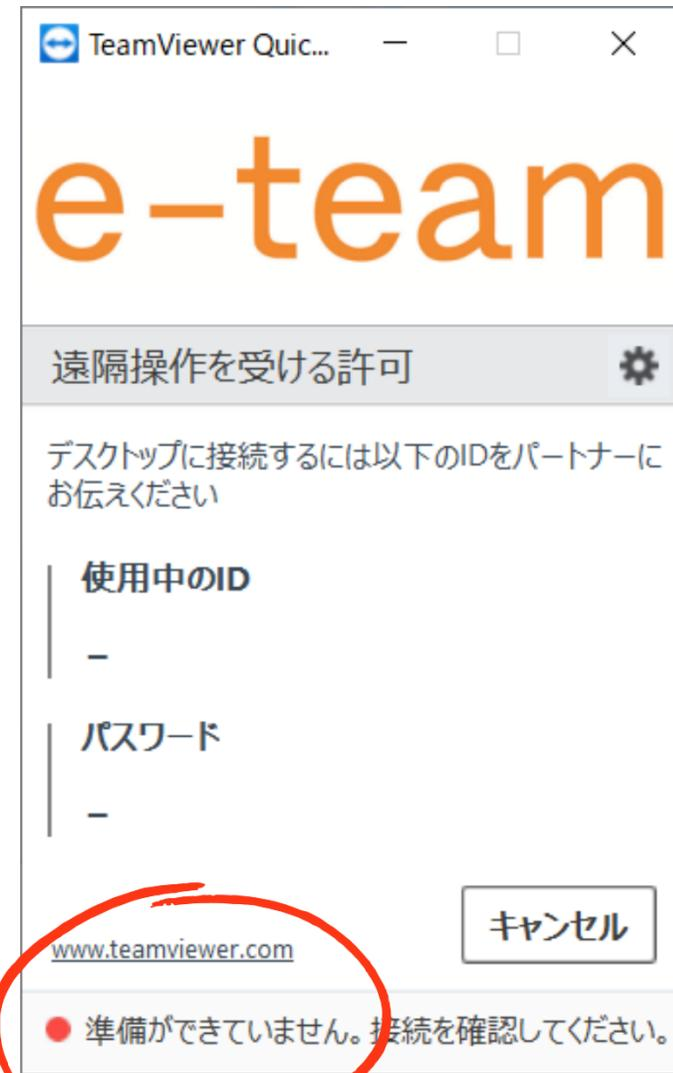 TeamViewer Quic...
e-team
遠隔操作を受ける許可
デスクトップに接続するには以下のIDをパートナーに
お伝えください
使用中のID
–
パスワード
–
キャンセル
www.teamviewer.com
準備ができていません。接続を確認してください。